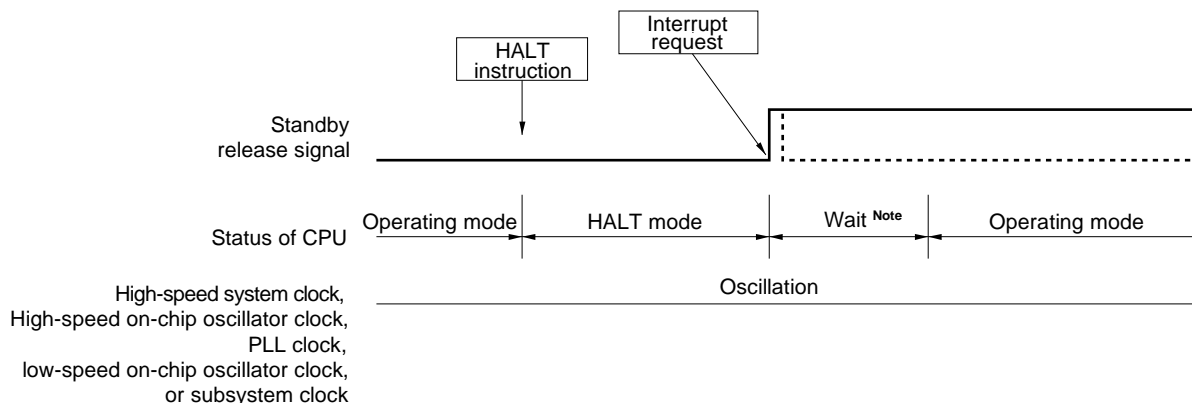 HALT
instruction
Interrupt
request
Standby
release signal
Status of CPU
Operating mode
HALT mode
Wait Note
Operating mode
High-speed system clock,
High-speed on-chip oscillator clock,
PLL clock,
low-speed on-chip oscillator clock,
or subsystem clock
Oscillation